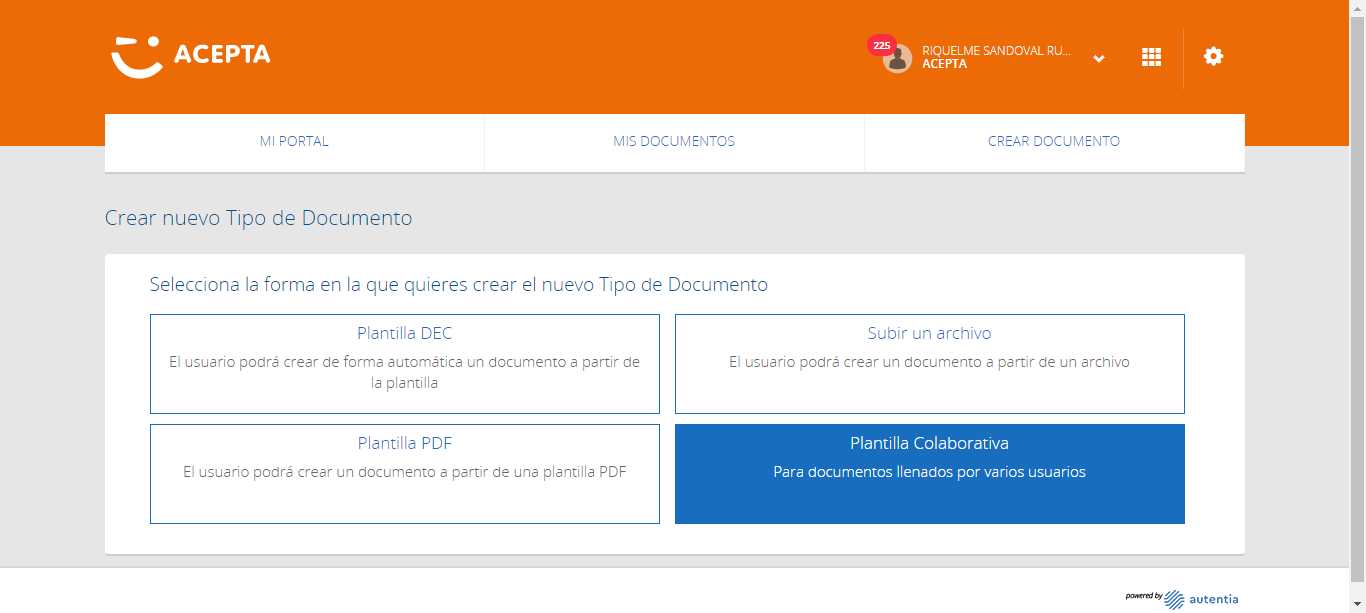 ACEPTA
225
RIQUELME SANDOVAL RU...
ACEPTA
MI PORTAL
MIS DOCUMENTOS
CREAR DOCUMENTO
Crear nuevo Tipo de Documento
Selecciona la forma en la que quieres crear el nuevo Tipo de Documento
Plantilla DEC
El usuario podrá crear de forma automática un documento a partir de
la plantilla
Subir un archivo
El usuario podrá crear un documento a partir de un archivo
Plantilla PDF
El usuario podrá crear un documento a partir de una plantilla PDF
Plantilla Colaborativa
Para documentos llenados por varios usuarios
powered by autentia